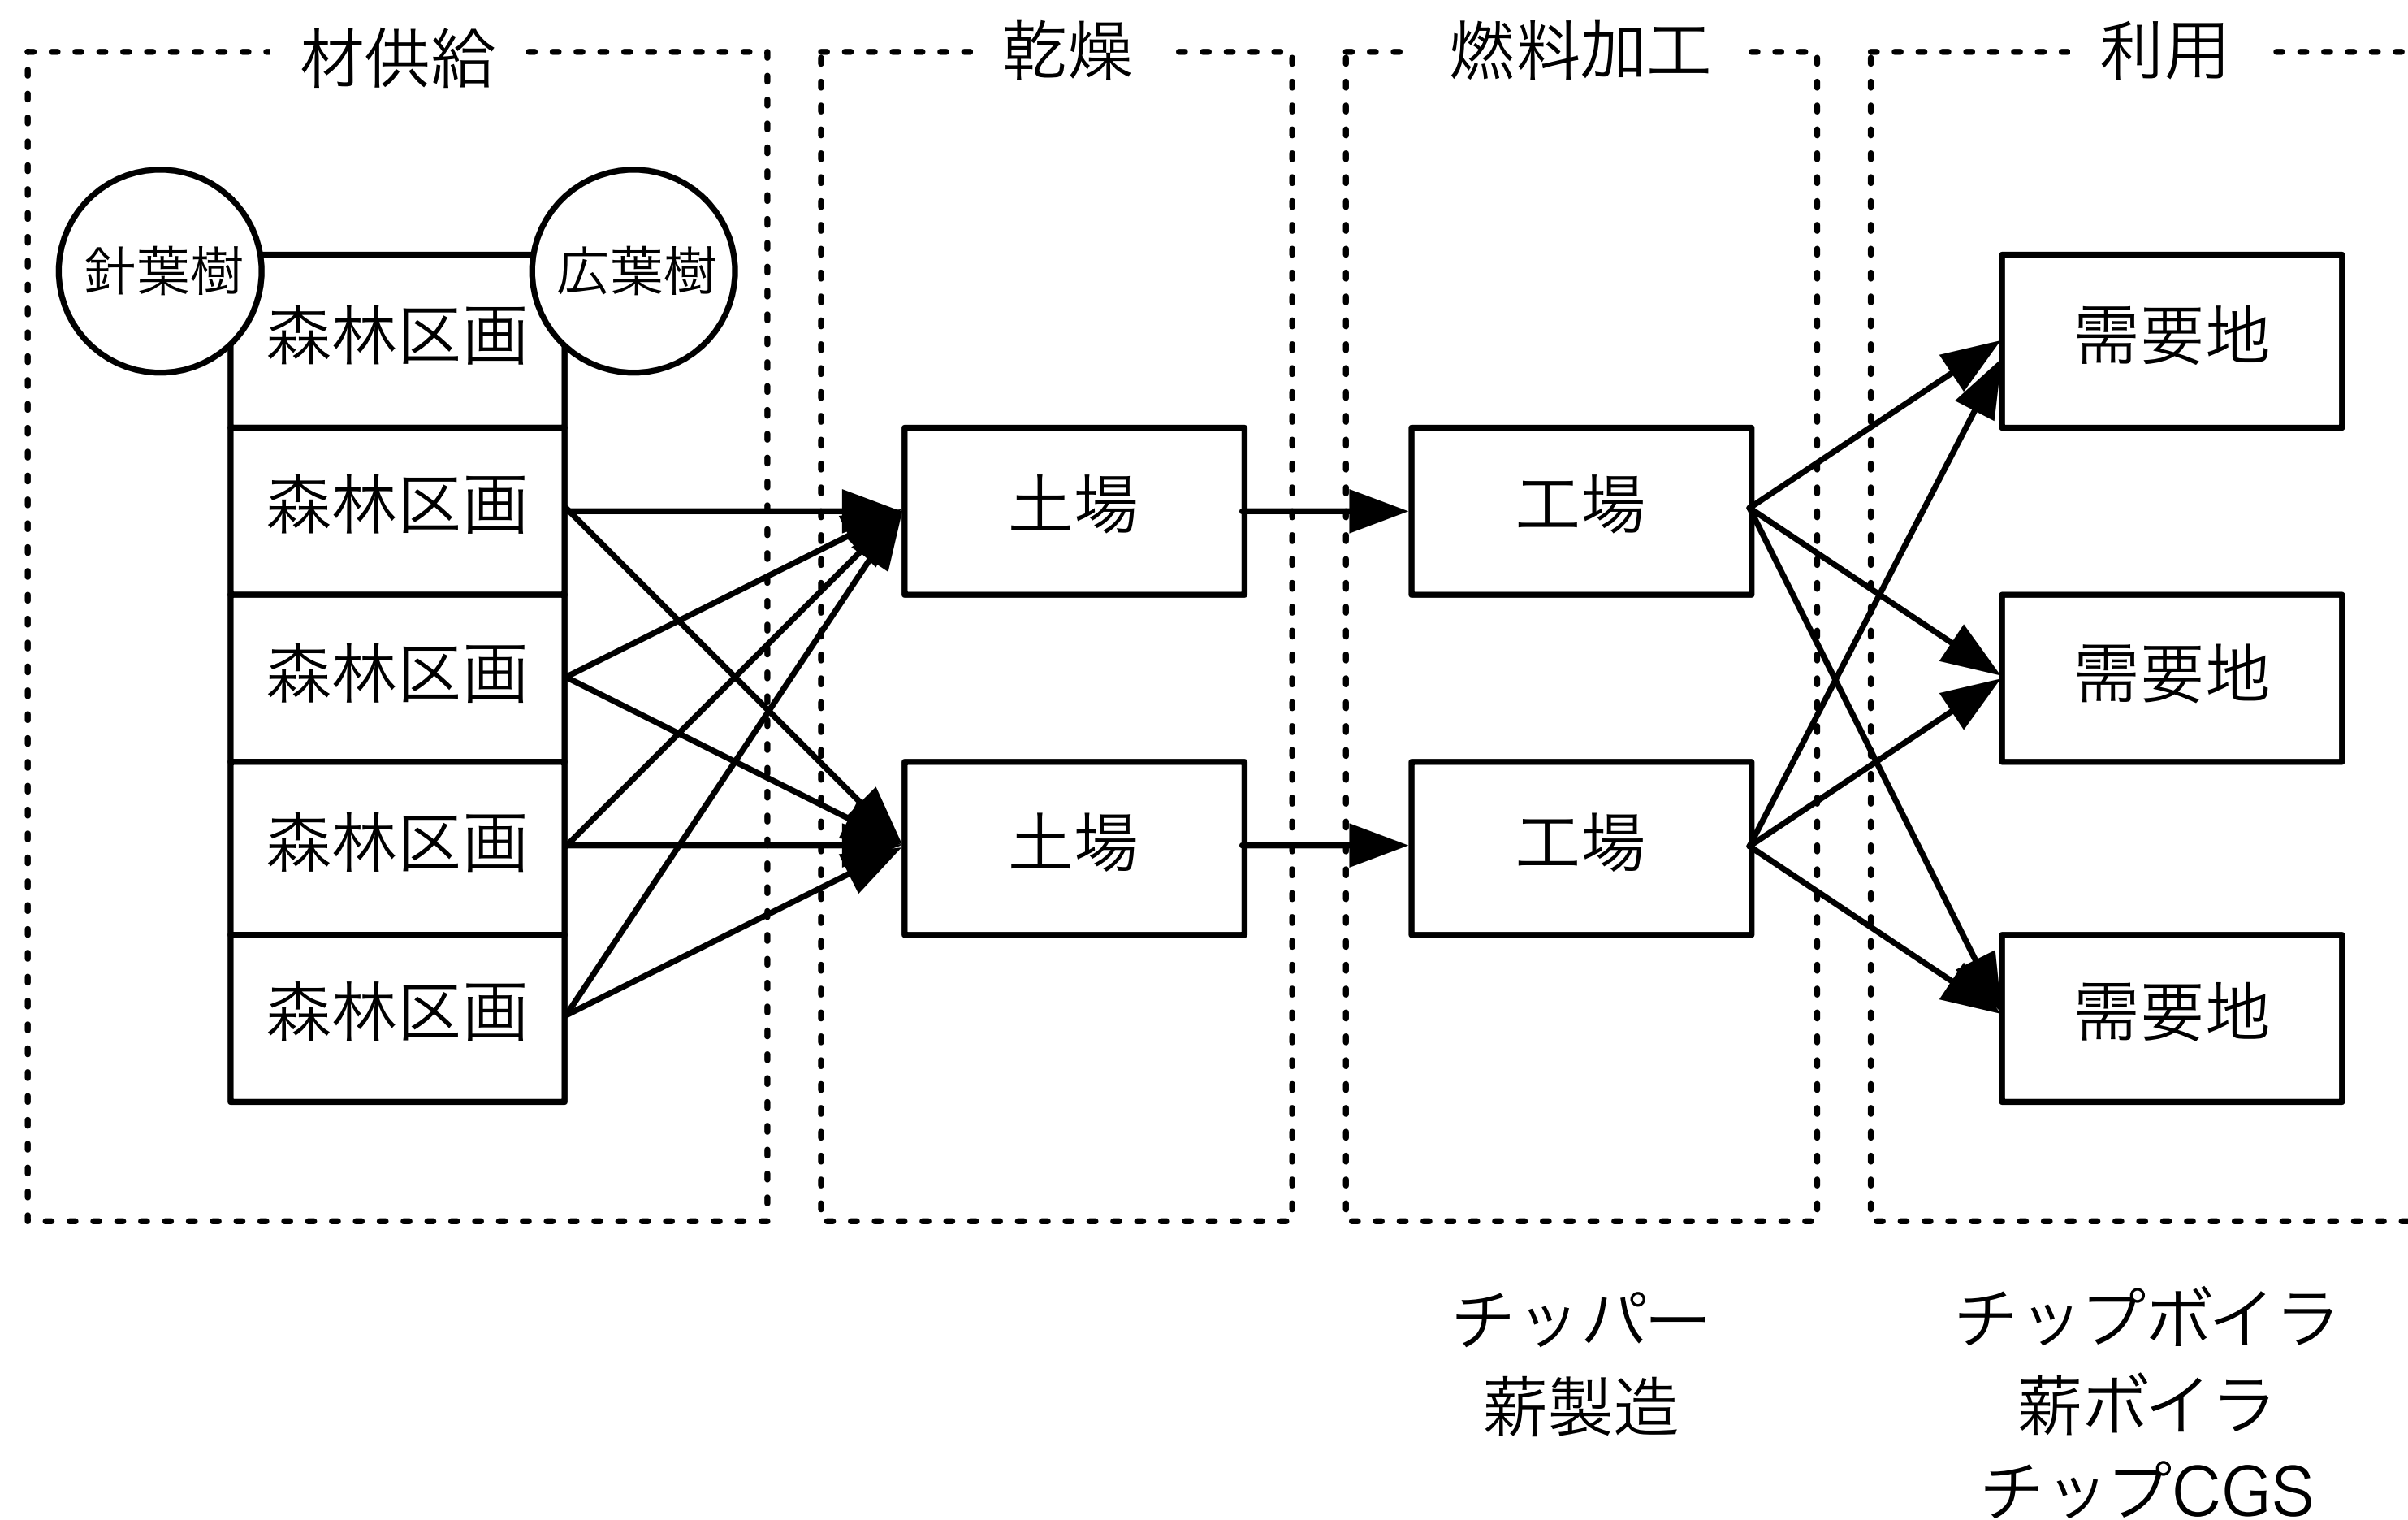 材供給
乾燥
燃料加工
利用
針葉樹
広葉樹
森林区画
森林区画
森林区画
森林区画
森林区画
土場
土場
工場
工場
需要地
需要地
需要地
チッパー
薪製造
チップボイラ
薪ボイラ
チップCGS